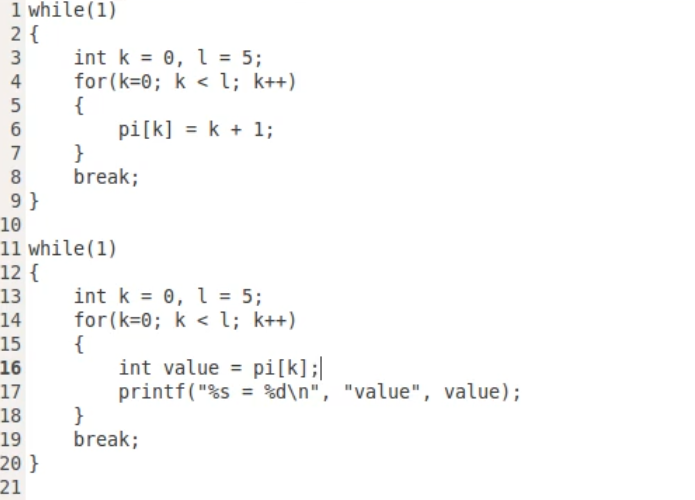 1 while(1)
2 {
3     int k = 0, l = 5;
4     for(k=0; k < l; k++)
5     {
6         pi[k] = k + 1;
7     }
8     break;
9 }
10
11 while(1)
12 {
13     int k = 0, l = 5;
14     for(k=0; k < l; k++)
15     {
16         int value = pi[k];
17         printf("%s = %d\n", "value", value);
18     }
19     break;
20 }
21